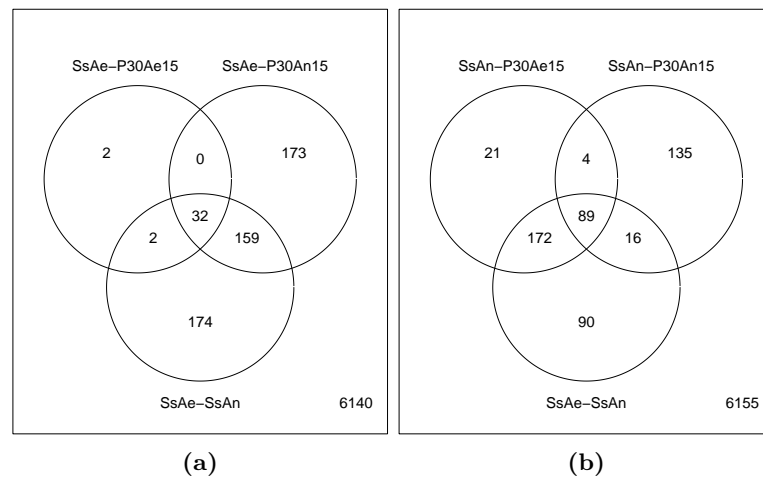 SsAe−P30Ae15 SsAe−P30An15
2 0 173
32
2 159
174
SsAe−SsAn 6140
(a)
SsAn−P30Ae15 SsAn−P30An15
21 4 135
89
172 16
90
SsAe−SsAn 6155
(b)